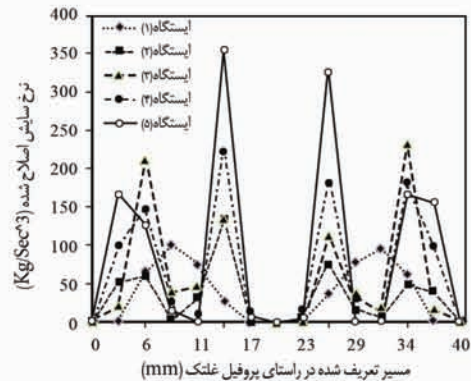 نرخ سایش اصلاح شده (Kg/Sec^3)
400
350
300
250
200
150
100
50
0
ایستگاه(۱)
ایستگاه(۲)
ایستگاه(۳)
ایستگاه(۴)
ایستگاه(۵)
0 6 11 17 23 29 34 40
مسیر تعریف شده در راستای پروفیل غلتک (mm)